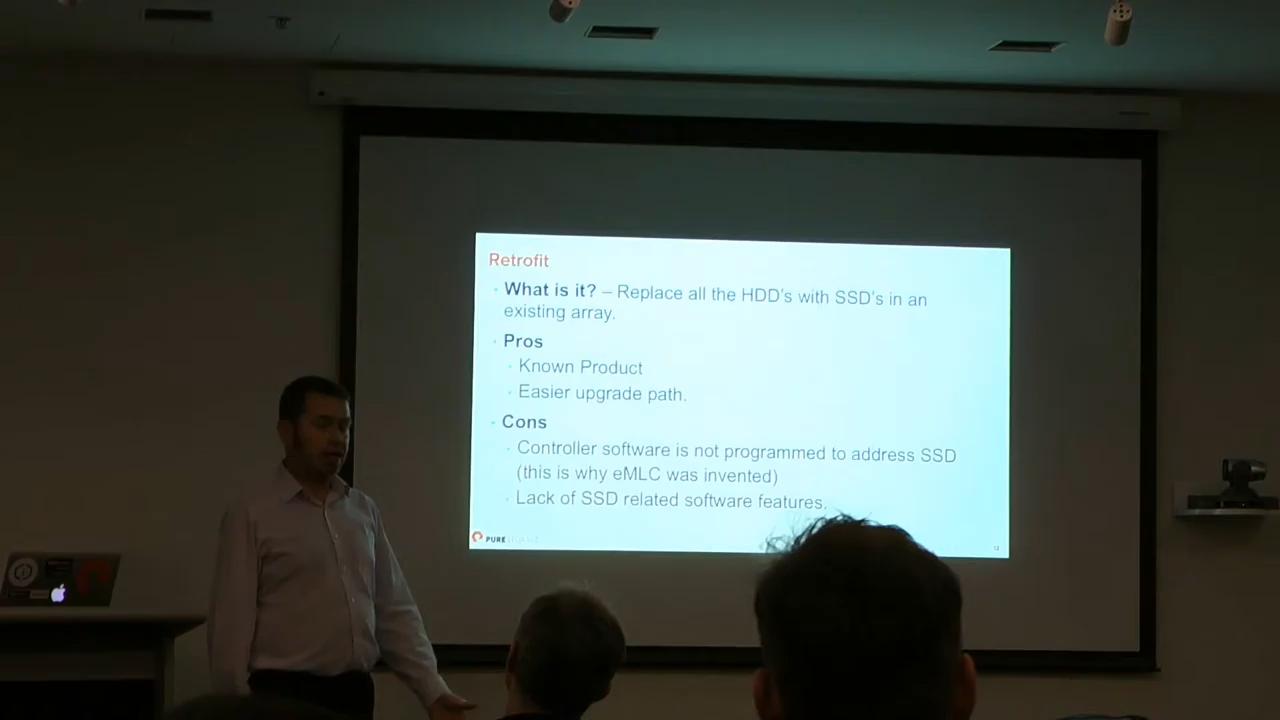 Retrofit
What is it? – Replace all the HDD's with SSD's in an
existing array.
Pros
Known Product
Easier upgrade path.
Cons
Controller software is not programmed to address SSD
(this is why eMLC was invented)
Lack of SSD related software features.
PURE
12